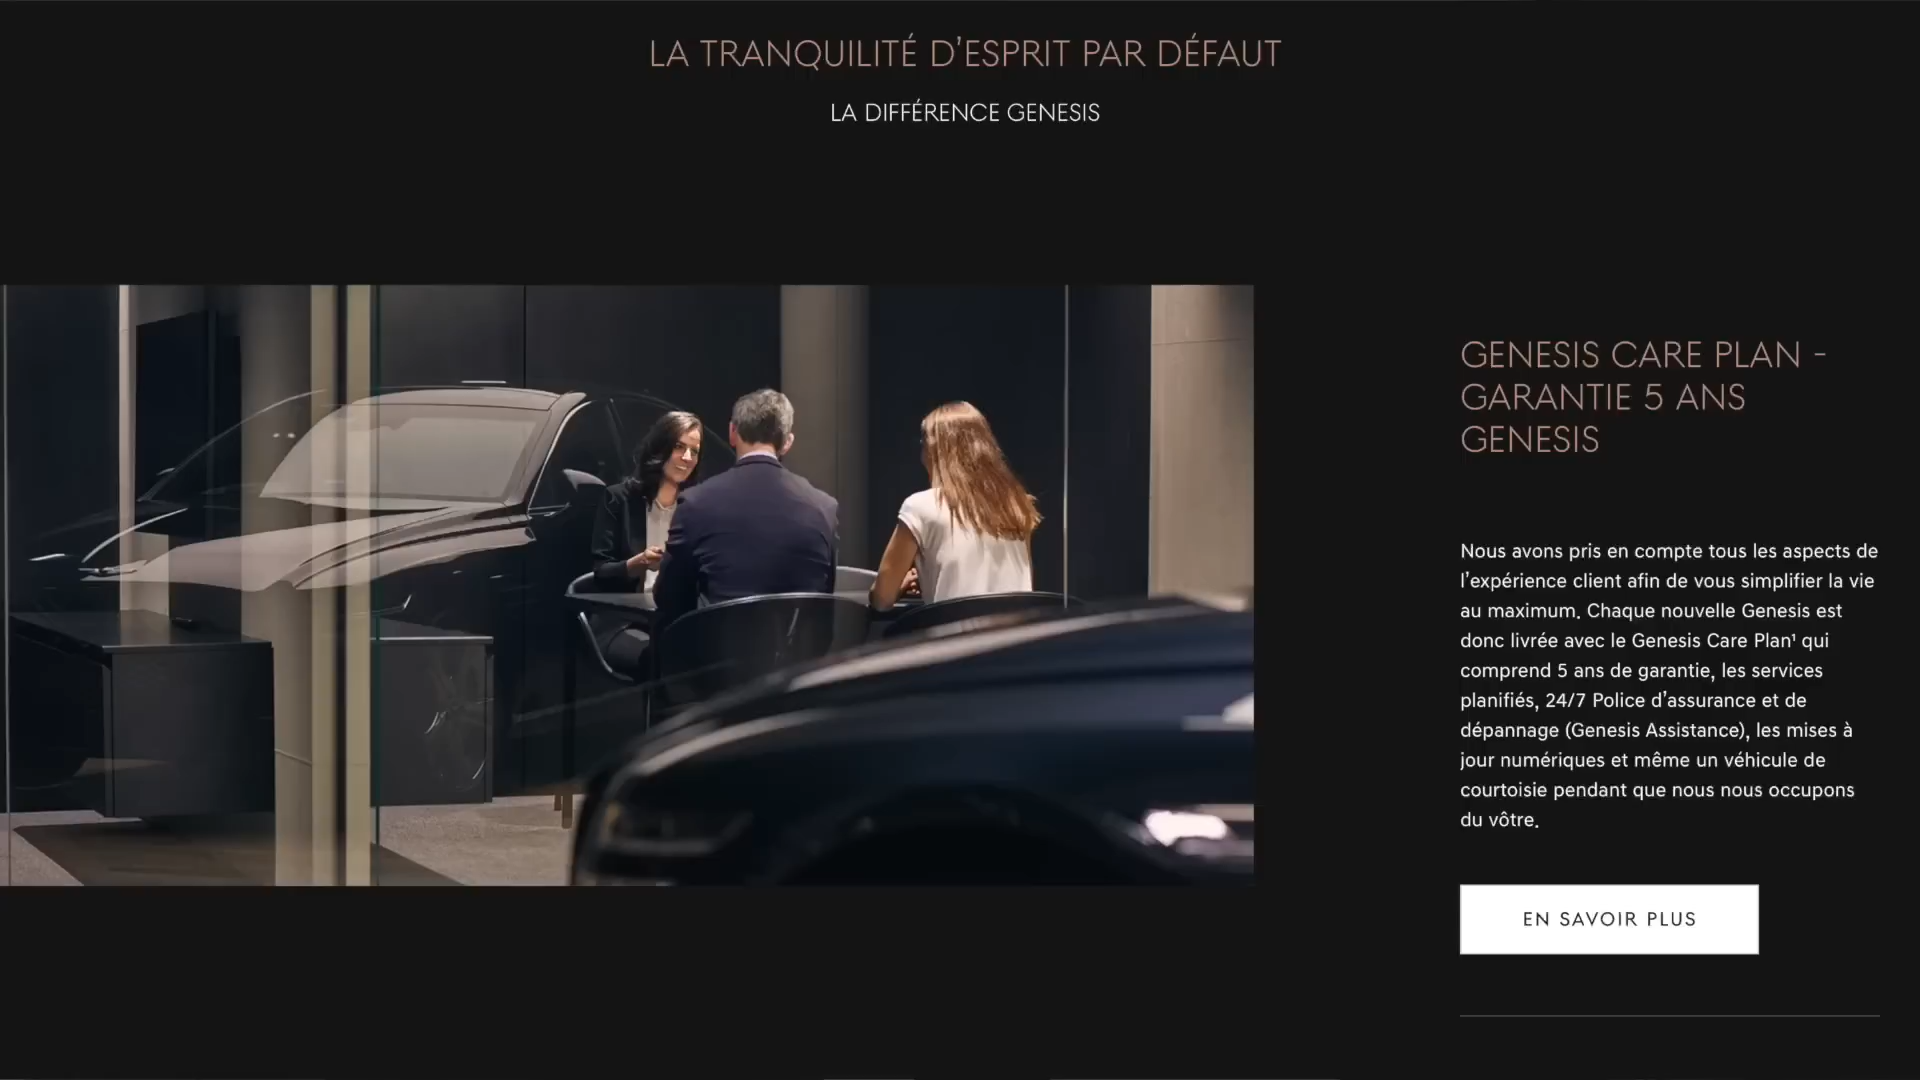 LA TRANQUILITÉ D'ESPRIT PAR DÉFAUT
LA DIFFÉRENCE GENESIS
GENESIS CARE PLAN -
GARANTIE 5 ANS
GENESIS
Nous avons pris en compte tous les aspects de
l'expérience client afin de vous simplifier la vie
au maximum. Chaque nouvelle Genesis est
donc livrée avec le Genesis Care Plan¹ qui
comprend 5 ans de garantie, les services
planifiés, 24/7 Police d'assurance et de
dépannage (Genesis Assistance), les mises à
jour numériques et même un véhicule de
courtoisie pendant que nous nous occupons
du vôtre.
EN SAVOIR PLUS